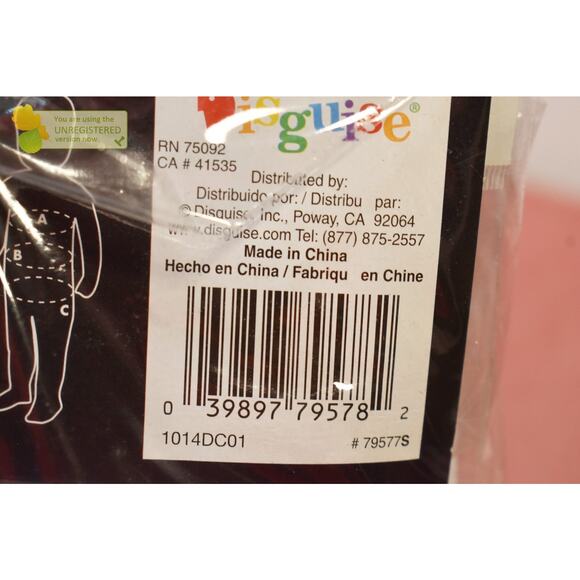 You are using the
UNREGISTERED
version now
Disguise®
RN 75092
CA # 41535
Distributed by:
Distribuido por: / Distribu par:
© Disguise, Inc., Poway, CA 92064
www.disguise.com Tel: (877) 875-2557
Made in China
Hecho en China / Fabriqu en Chine
A
B
C
0 39897 79578 2
1014DC01 # 79577S